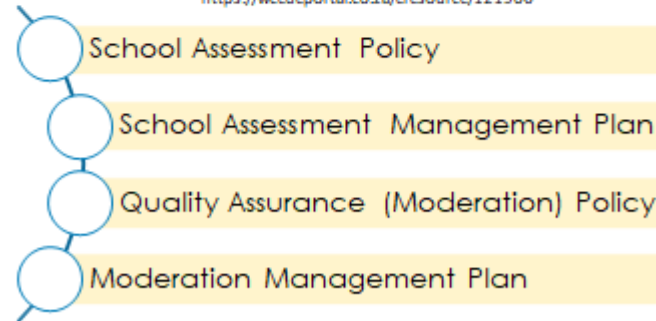 School Assessment Policy
School Assessment Management Plan
Quality Assurance (Moderation) Policy
Moderation Management Plan